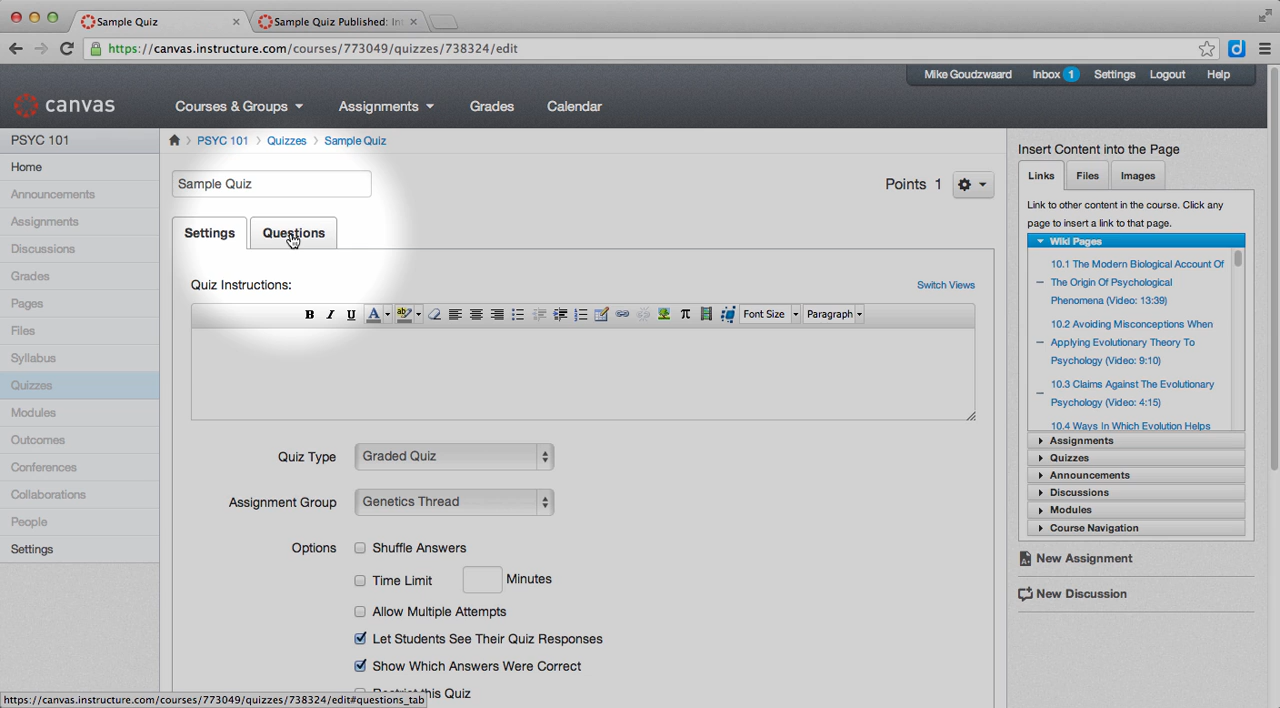 Sample Quiz
Sample Quiz Published: In
https://canvas.instructure.com/courses/773049/quizzes/738324/edit
Mike Goudzwaard Inbox 1 Settings Logout Help
canvas Courses & Groups Assignments Grades Calendar
PSYC 101
Home
Announcements
Assignments
Discussions
Grades
Pages
Files
Syllabus
Quizzes
Modules
Outcomes
Conferences
Collaborations
People
Settings
PSYC 101 Quizzes Sample Quiz
Sample Quiz
Points 1
Settings Questions
Quiz Instructions:
Switch Views
B I U A ab π Font Size Paragraph
Quiz Type Graded Quiz
Assignment Group Genetics Thread
Options Shuffle Answers
Time Limit Minutes
Allow Multiple Attempts
Let Students See Their Quiz Responses
Show Which Answers Were Correct
Restrict this Quiz
Insert Content into the Page
Links Files Images
Link to other content in the course. Click any
page to insert a link to that page.
Wiki Pages
10.1 The Modern Biological Account Of
The Origin Of Psychological
Phenomena (Video: 13:39)
10.2 Avoiding Misconceptions When
Applying Evolutionary Theory To
Psychology (Video: 9:10)
10.3 Claims Against The Evolutionary
Psychology (Video: 4:15)
10.4 Ways In Which Evolution Helps
Assignments
Quizzes
Announcements
Discussions
Modules
Course Navigation
New Assignment
New Discussion
https://canvas.instructure.com/courses/773049/quizzes/738324/edit#questions_tab